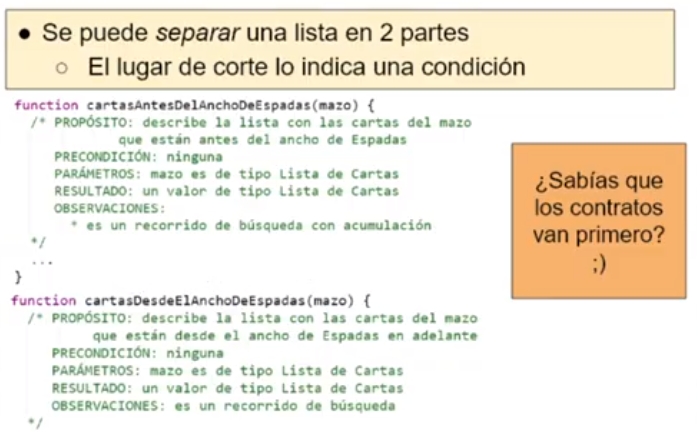 ● Se puede separar una lista en 2 partes
○ El lugar de corte lo indica una condición
function cartasAntesDelAnchoDeEspadas(mazo) {
/* PROPÓSITO: describe la lista con las cartas del mazo
que están antes del ancho de Espadas
PRECONDICIÓN: ninguna
PARÁMETROS: mazo es de tipo Lista de Cartas
RESULTADO: un valor de tipo Lista de Cartas
OBSERVACIONES:
* es un recorrido de búsqueda con acumulación
*/
...
}
function cartasDesdeElAnchoDeEspadas(mazo) {
/* PROPÓSITO: describe la lista con las cartas del mazo
que están desde el ancho de Espadas en adelante
PRECONDICIÓN: ninguna
PARÁMETROS: mazo es de tipo Lista de Cartas
RESULTADO: un valor de tipo Lista de Cartas
OBSERVACIONES: es un recorrido de búsqueda
*/
¿Sabías que
los contratos
van primero?
;)